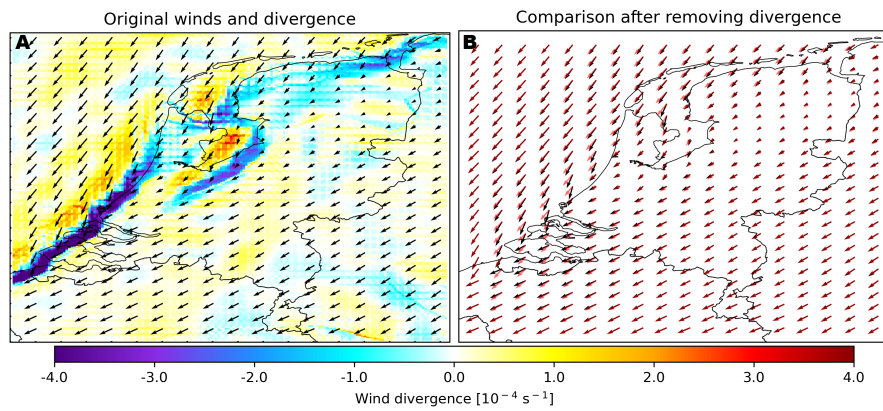 Original winds and divergence
Comparison after removing divergence
A
B
-4.0 -3.0 -2.0 -1.0 0.0 1.0 2.0 3.0 4.0
Wind divergence [10⁻⁴ s⁻¹]